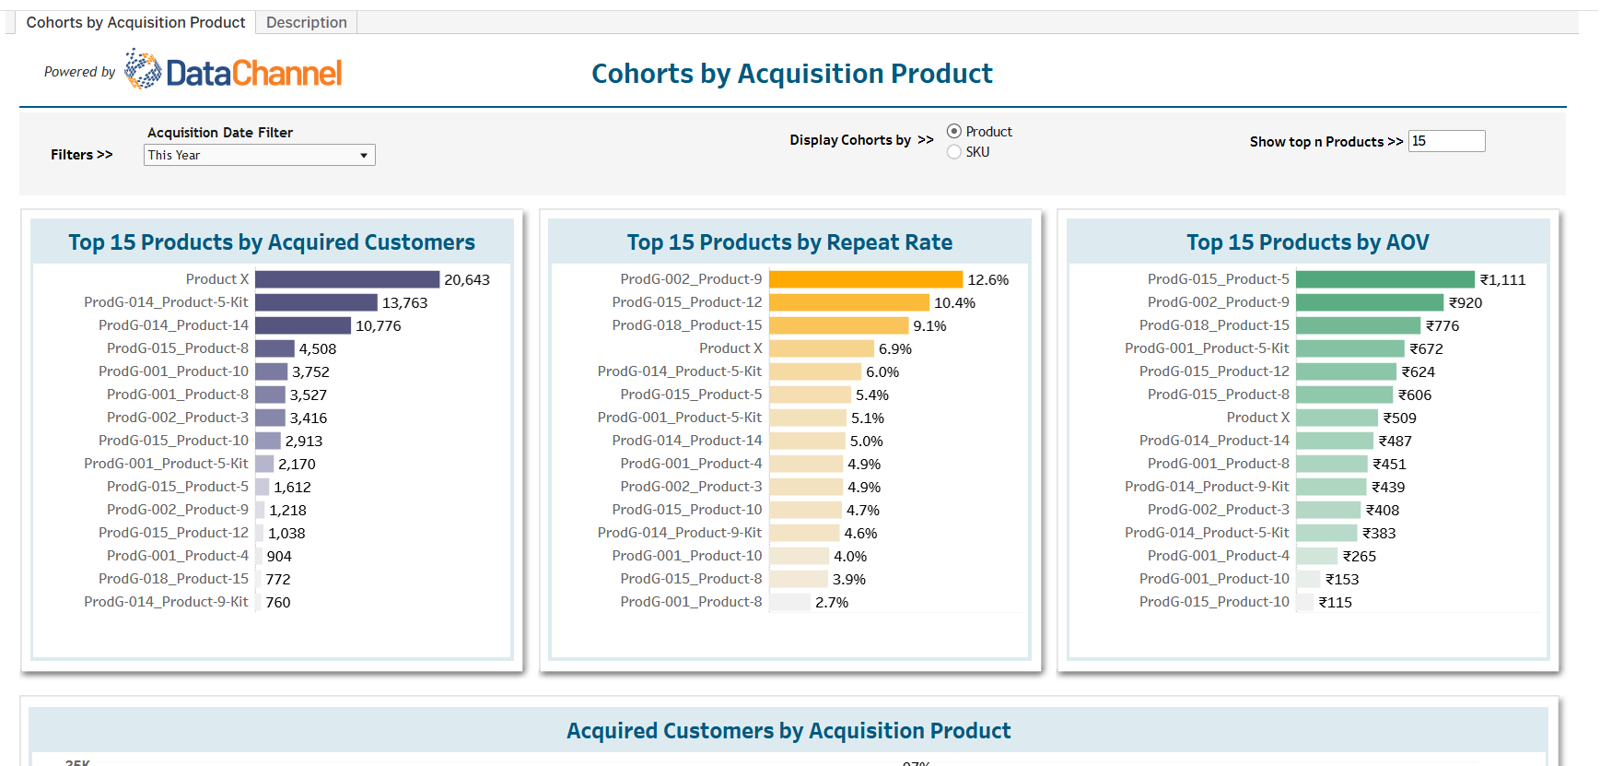 Cohorts by Acquisition Product
Description
Powered by DataChannel
Cohorts by Acquisition Product
Filters >>
Acquisition Date Filter
This Year
Display Cohorts by >>
Product
SKU
Show top n Products >> 15
Top 15 Products by Acquired Customers
Product X 20,643
ProdG-014_Product-5-Kit 13,763
ProdG-014_Product-14 10,776
ProdG-015_Product-8 4,508
ProdG-001_Product-10 3,752
ProdG-001_Product-8 3,527
ProdG-002_Product-3 3,416
ProdG-015_Product-10 2,913
ProdG-001_Product-5-Kit 2,170
ProdG-015_Product-5 1,612
ProdG-002_Product-9 1,218
ProdG-015_Product-12 1,038
ProdG-001_Product-4 904
ProdG-018_Product-15 772
ProdG-014_Product-9-Kit 760
Top 15 Products by Repeat Rate
ProdG-002_Product-9 12.6%
ProdG-015_Product-12 10.4%
ProdG-018_Product-15 9.1%
Product X 6.9%
ProdG-014_Product-5-Kit 6.0%
ProdG-015_Product-5 5.4%
ProdG-001_Product-5-Kit 5.1%
ProdG-014_Product-14 5.0%
ProdG-001_Product-4 4.9%
ProdG-002_Product-3 4.9%
ProdG-015_Product-10 4.7%
ProdG-014_Product-9-Kit 4.6%
ProdG-001_Product-10 4.0%
ProdG-015_Product-8 3.9%
ProdG-001_Product-8 2.7%
Top 15 Products by AOV
ProdG-015_Product-5 ₹1,111
ProdG-002_Product-9 ₹920
ProdG-018_Product-15 ₹776
ProdG-001_Product-5-Kit ₹672
ProdG-015_Product-12 ₹624
ProdG-015_Product-8 ₹606
Product X ₹509
ProdG-014_Product-14 ₹487
ProdG-001_Product-8 ₹451
ProdG-014_Product-9-Kit ₹439
ProdG-002_Product-3 ₹408
ProdG-014_Product-5-Kit ₹383
ProdG-001_Product-4 ₹265
ProdG-001_Product-10 ₹153
ProdG-015_Product-10 ₹115
Acquired Customers by Acquisition Product
25K